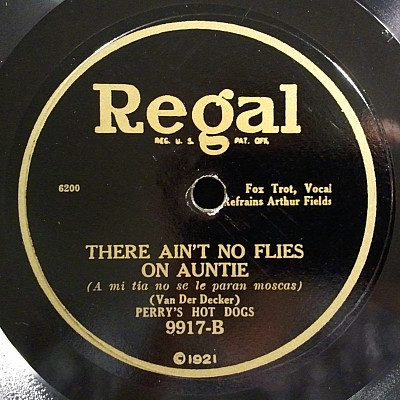 Regal
REG. U. S. PAT. OFF.
6200
Fox Trot, Vocal
Refrains Arthur Fields
THERE AIN'T NO FLIES
ON AUNTIE
(A mi tia no se le paran moscas)
(Van Der Decker)
PERRY'S HOT DOGS
9917-B
©1921